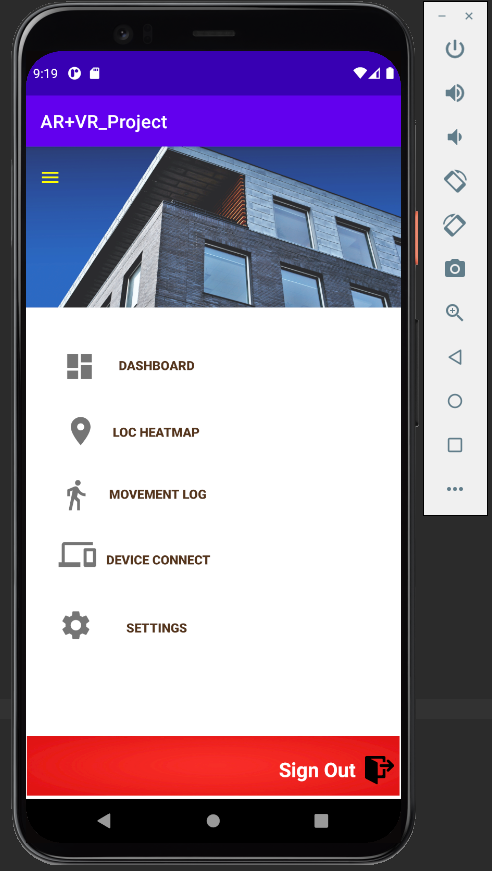 9:19
AR+VR_Project
DASHBOARD
LOC HEATMAP
MOVEMENT LOG
DEVICE CONNECT
SETTINGS
Sign Out